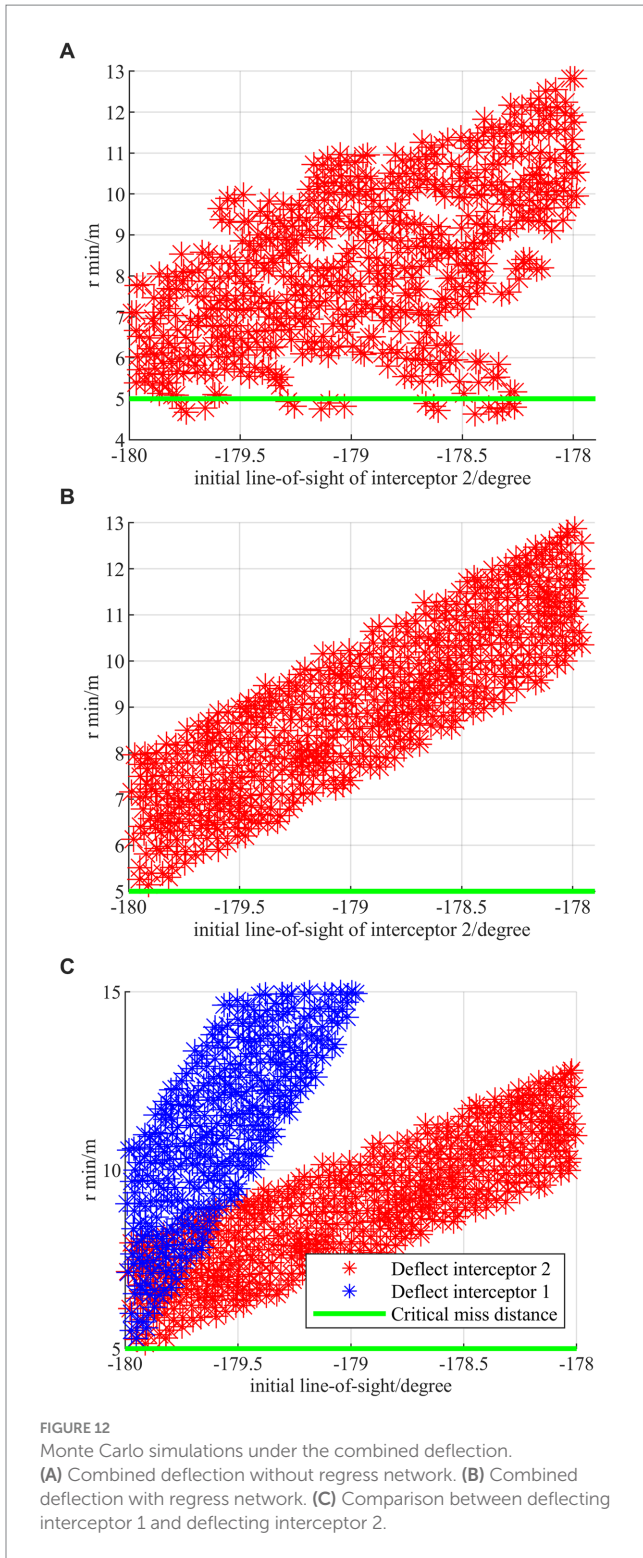 A
13
12
11
10
9
8
7
6
5
4
r min/m
-180
-179.5
-179
-178.5
-178
initial line-of-sight of interceptor 2/degree
B
13
12
11
10
9
8
7
6
5
r min/m
-180
-179.5
-179
-178.5
-178
initial line-of-sight of interceptor 2/degree
C
15
10
5
r min/m
Deflect interceptor 2
Deflect interceptor 1
Critical miss distance
-180
-179.5
-179
-178.5
-178
initial line-of-sight/degree
FIGURE 12
Monte Carlo simulations under the combined deflection.
(A) Combined deflection without regress network. (B) Combined
deflection with regress network. (C) Comparison between deflecting
interceptor 1 and deflecting interceptor 2.